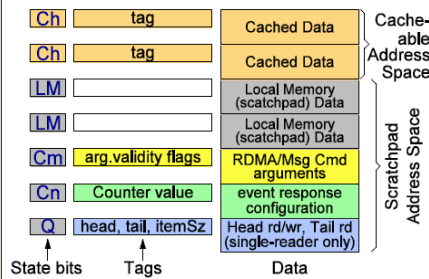 Ch tag Cached Data
Ch tag Cached Data
Cache-
able
Address
Space
LM Local Memory
(scatchpad) Data
LM Local Memory
(scatchpad) Data
Cm arg.validity flags RDMA/Msg Cmd
arguments
Cn Counter value event response
configuration
Q head, tail, itemSz Head rd/wr, Tail rd
(single-reader only)
Scratchpad
Address Space
State bits Tags Data